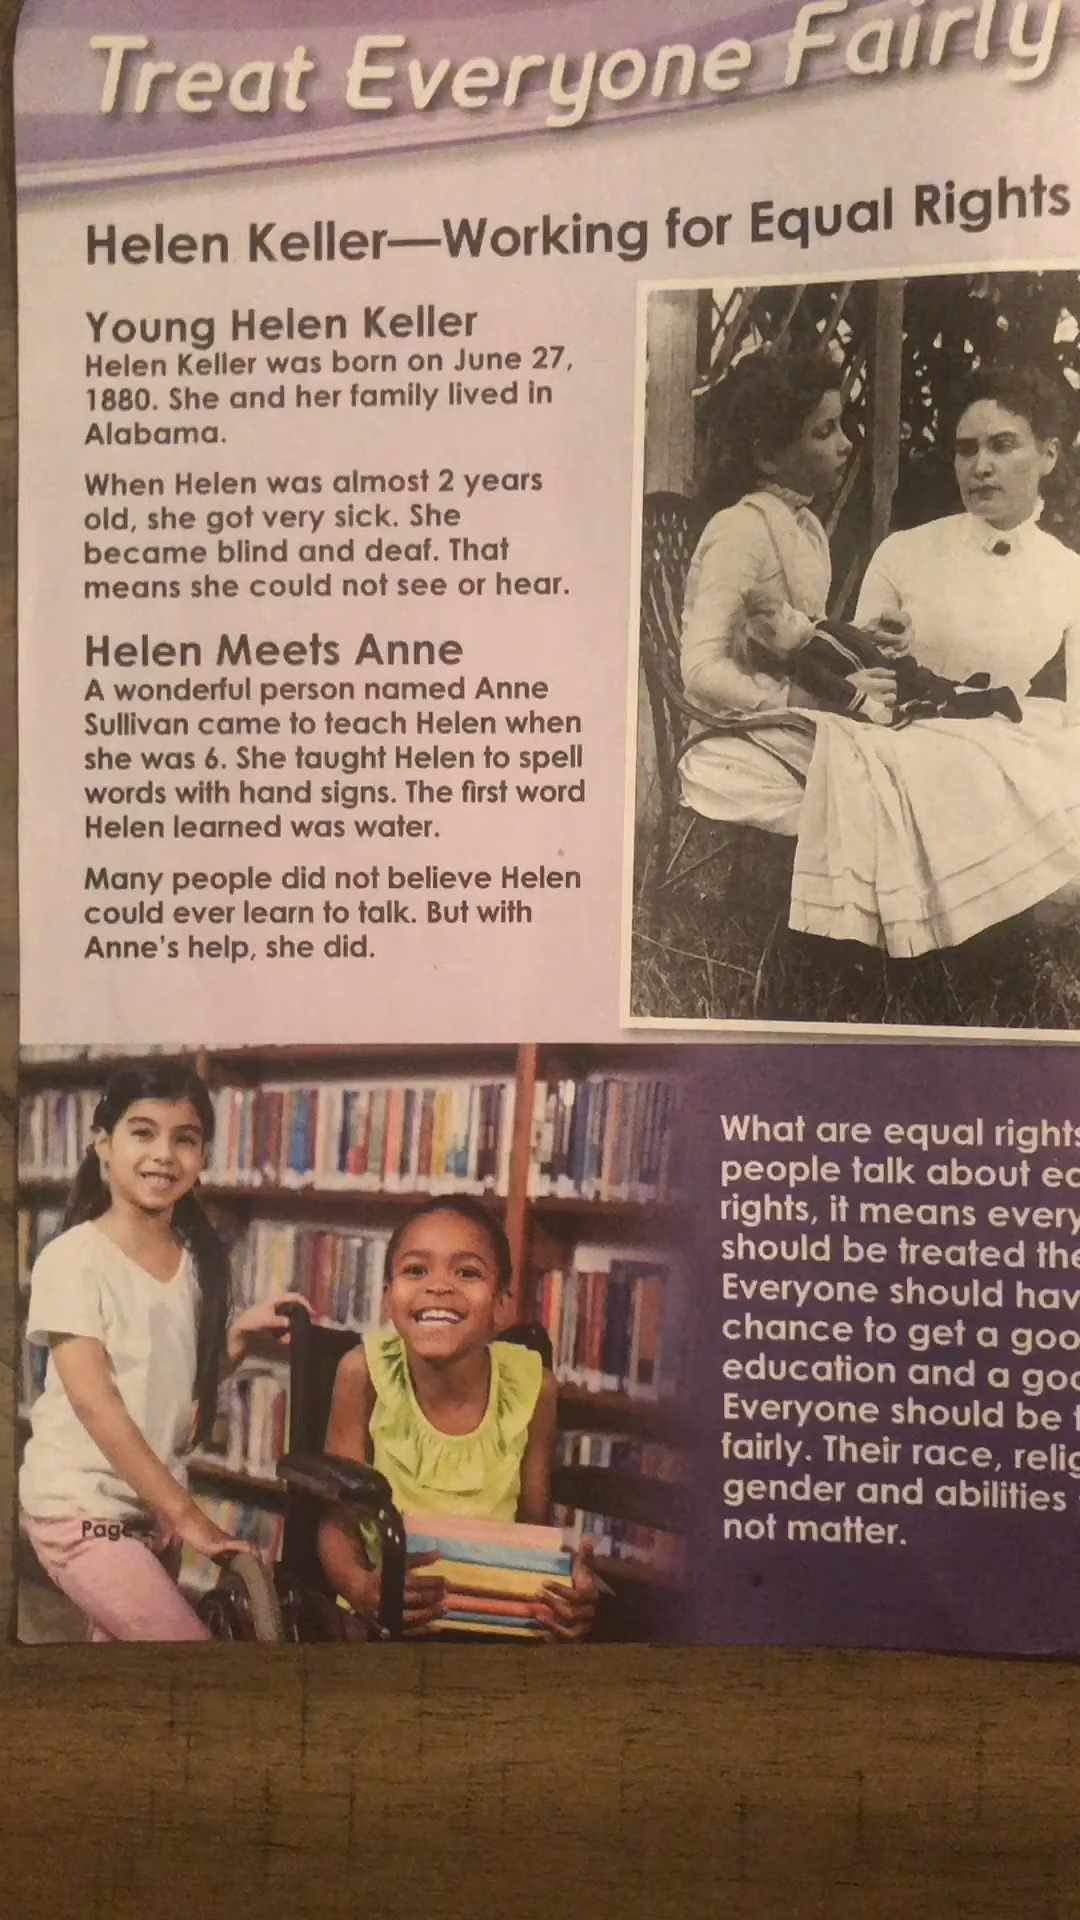 Treat Everyone Fairly
Helen Keller—Working for Equal Rights
Young Helen Keller
Helen Keller was born on June 27,
1880. She and her family lived in
Alabama.
When Helen was almost 2 years
old, she got very sick. She
became blind and deaf. That
means she could not see or hear.
Helen Meets Anne
A wonderful person named Anne
Sullivan came to teach Helen when
she was 6. She taught Helen to spell
words with hand signs. The first word
Helen learned was water.
Many people did not believe Helen
could ever learn to talk. But with
Anne's help, she did.
What are equal rights
people talk about
rights, it means every
should be treated the
Everyone should
chance to get a
education and a
Everyone should be
fairly. Their race,
gender and abilities
not matter.
Page